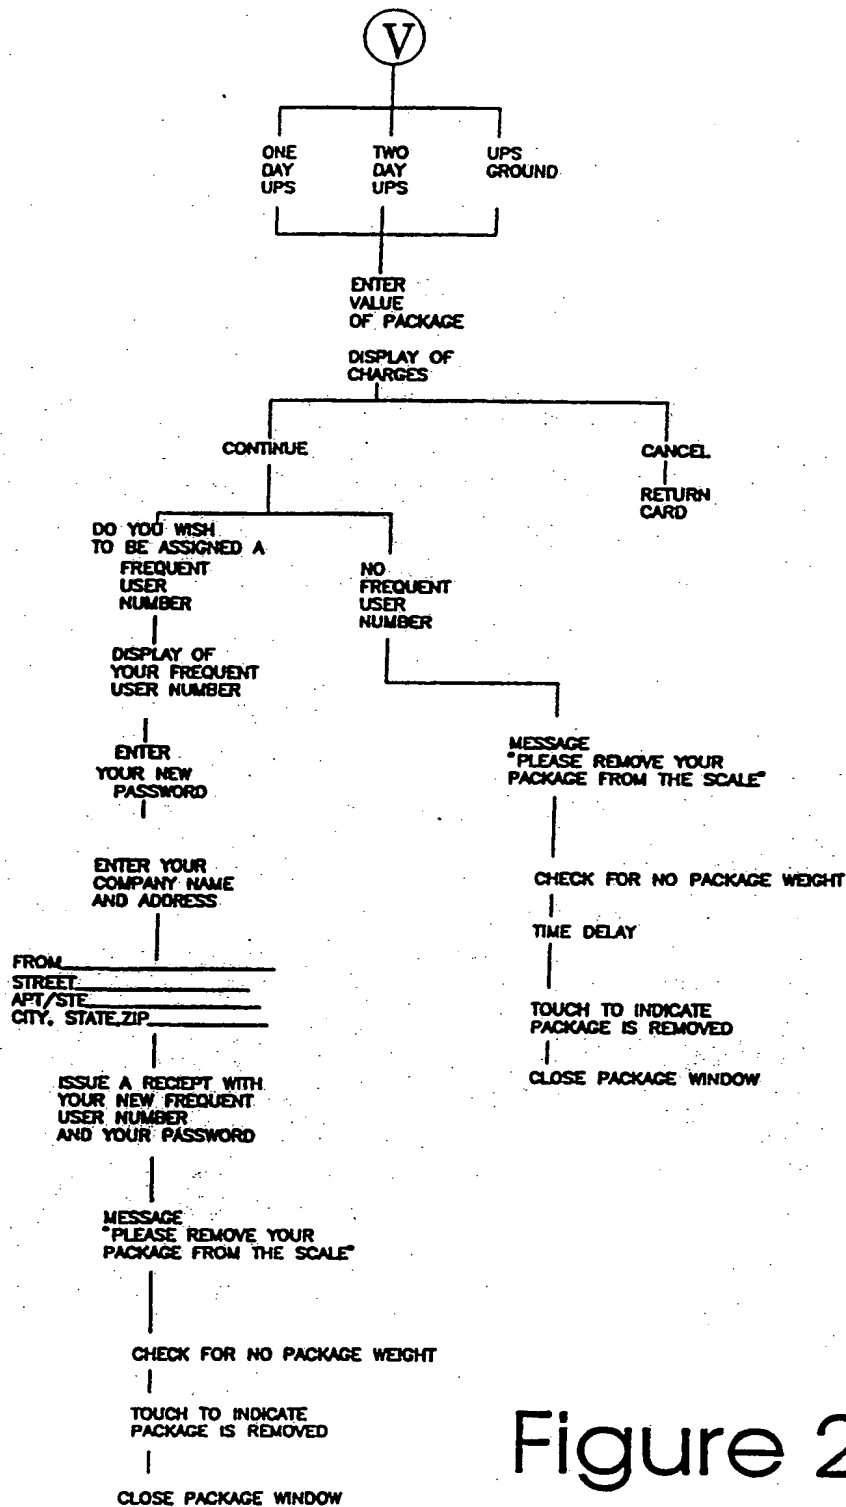 V
ONE
DAY
UPS
TWO
DAY
UPS
UPS
GROUND
ENTER
VALUE
OF PACKAGE
DISPLAY OF
CHARGES
CONTINUE
CANCEL
RETURN
CARD
DO YOU WISH
TO BE ASSIGNED A
FREQUENT
USER
NUMBER
NO
FREQUENT
USER
NUMBER
DISPLAY OF
YOUR FREQUENT
USER NUMBER
ENTER
YOUR NEW
PASSWORD
ENTER YOUR
COMPANY NAME
AND ADDRESS
FROM
STREET
APT/STE
CITY, STATE,ZIP
ISSUE A RECIEPT WITH
YOUR NEW FREQUENT
USER NUMBER
AND YOUR PASSWORD
MESSAGE
"PLEASE REMOVE YOUR
PACKAGE FROM THE SCALE"
CHECK FOR NO PACKAGE WEIGHT
TOUCH TO INDICATE
PACKAGE IS REMOVED
CLOSE PACKAGE WINDOW
MESSAGE
"PLEASE REMOVE YOUR
PACKAGE FROM THE SCALE"
CHECK FOR NO PACKAGE WEIGHT
TIME DELAY
TOUCH TO INDICATE
PACKAGE IS REMOVED
CLOSE PACKAGE WINDOW
Figure 2